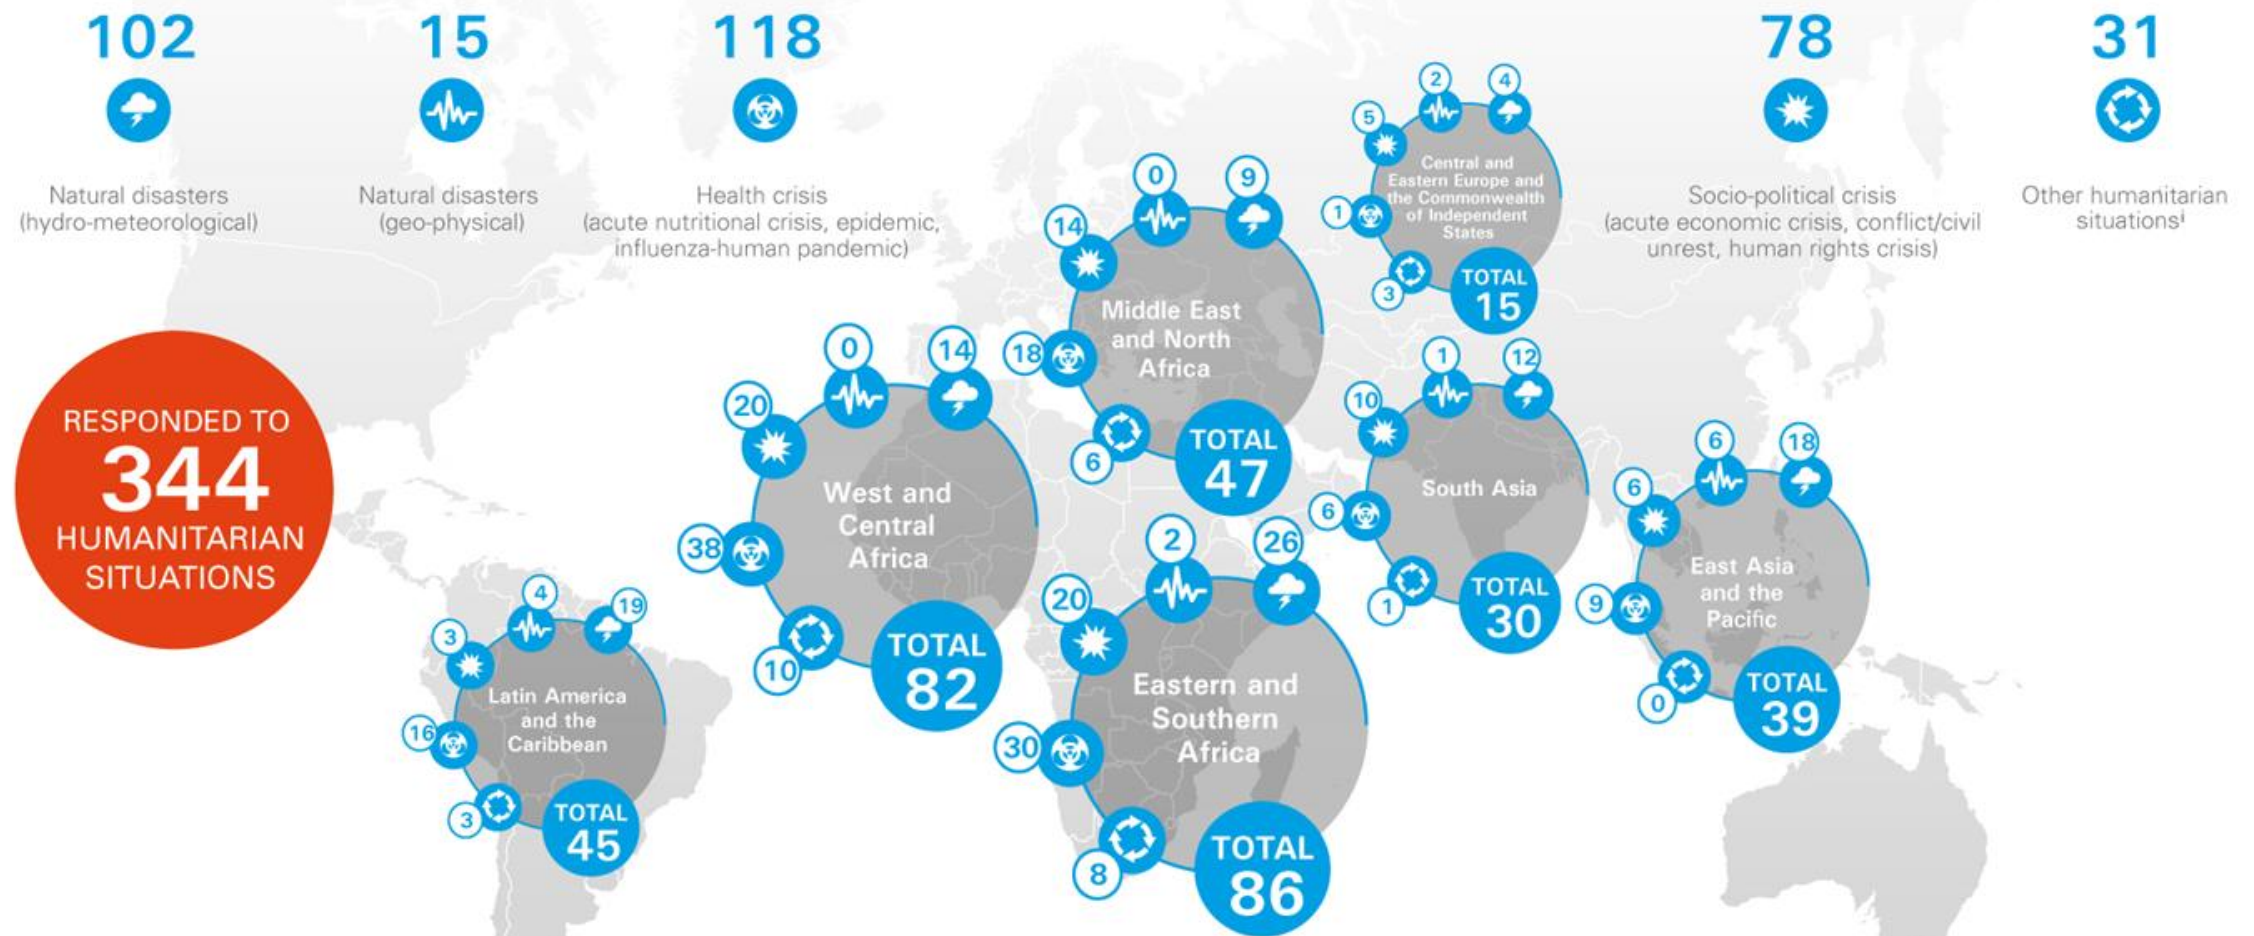 102
Natural disasters
(hydro-meteorological)
15
Natural disasters
(geo-physical)
118
Health crisis
(acute nutritional crisis, epidemic,
influenza-human pandemic)
78
Socio-political crisis
(acute economic crisis, conflict/civil
unrest, human rights crisis)
31
Other humanitarian
situationsⁱ
RESPONDED TO
344
HUMANITARIAN
SITUATIONS
2
4
5
1
3
Central and
Eastern Europe and
the Commonwealth
of Independent
States
TOTAL
15
0
9
14
18
6
Middle East
and North
Africa
TOTAL
47
0
14
20
38
10
West and
Central
Africa
TOTAL
82
1
12
10
6
1
South Asia
TOTAL
30
6
18
6
9
0
East Asia
and the
Pacific
TOTAL
39
2
26
20
30
8
Eastern and
Southern
Africa
TOTAL
86
4
19
3
16
3
Latin America
and the
Caribbean
TOTAL
45